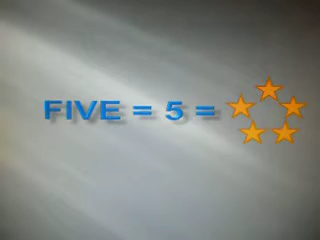 FIVE = 5 =